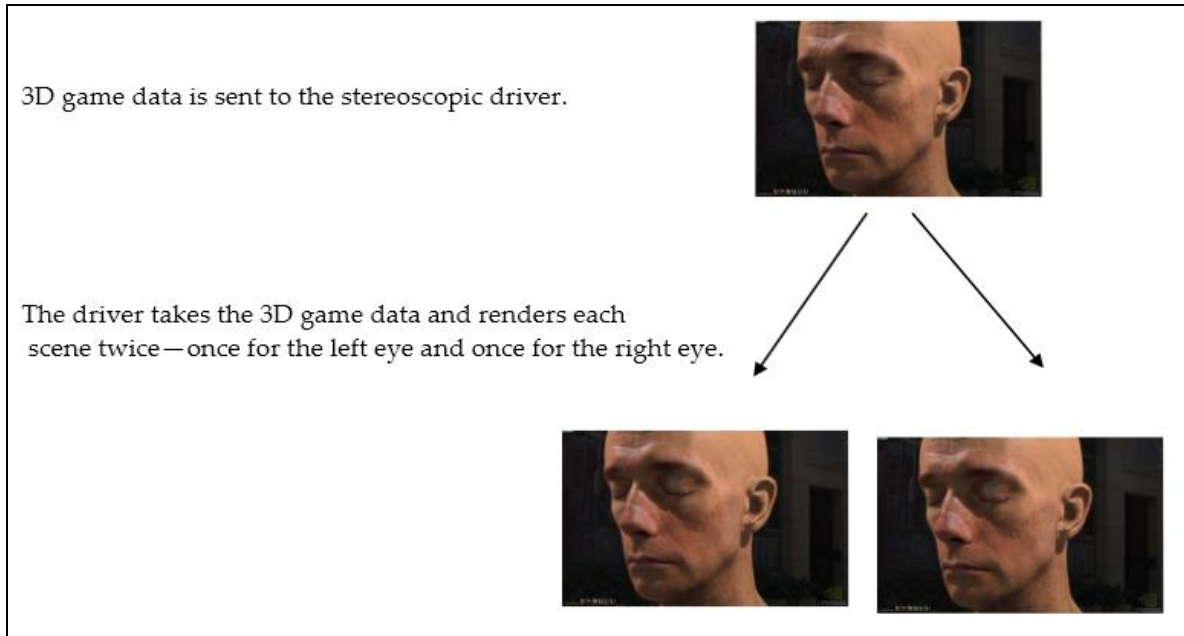 3D game data is sent to the stereoscopic driver.
The driver takes the 3D game data and renders each
scene twice—once for the left eye and once for the right eye.